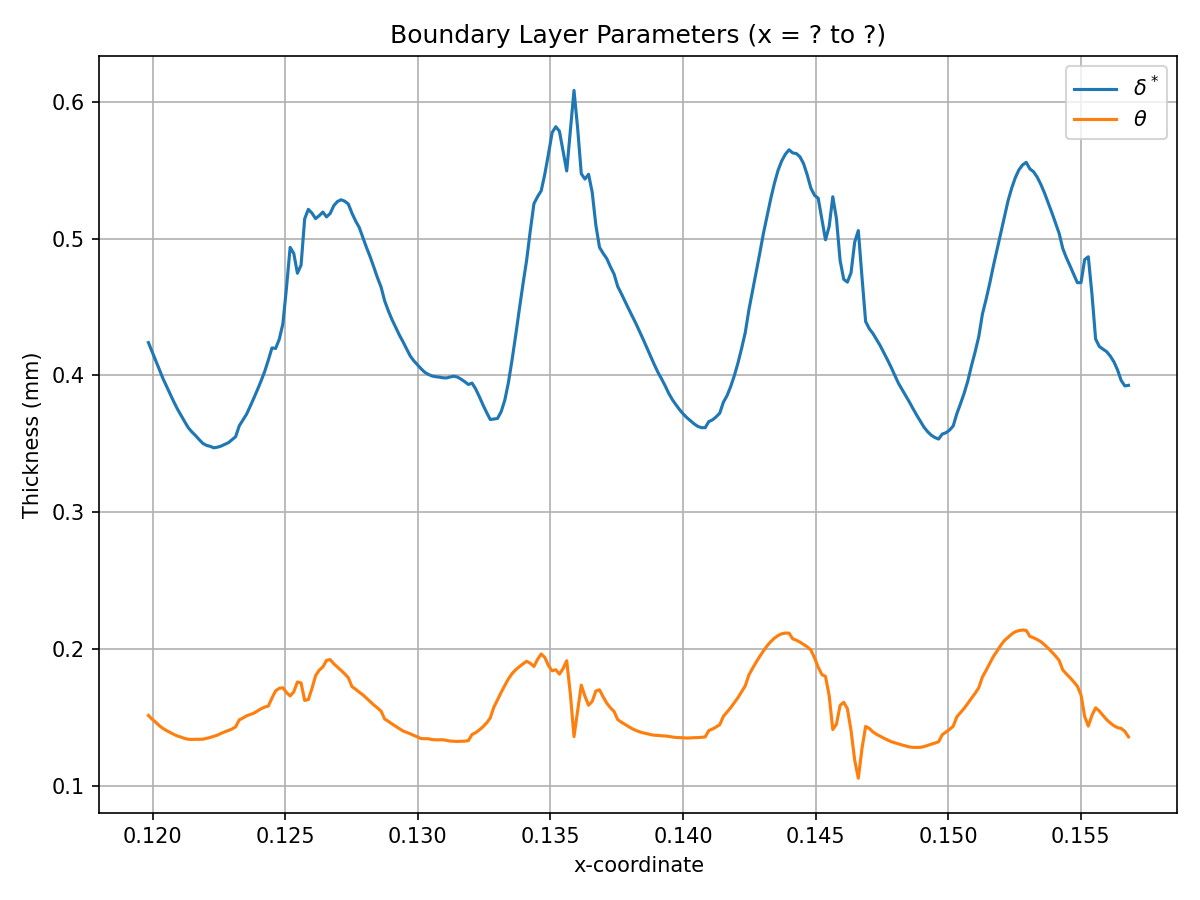 Boundary Layer Parameters (x = ? to ?)
δ*
θ
0.6
0.5
0.4
0.3
0.2
0.1
Thickness (mm)
0.120 0.125 0.130 0.135 0.140 0.145 0.150 0.155
x-coordinate